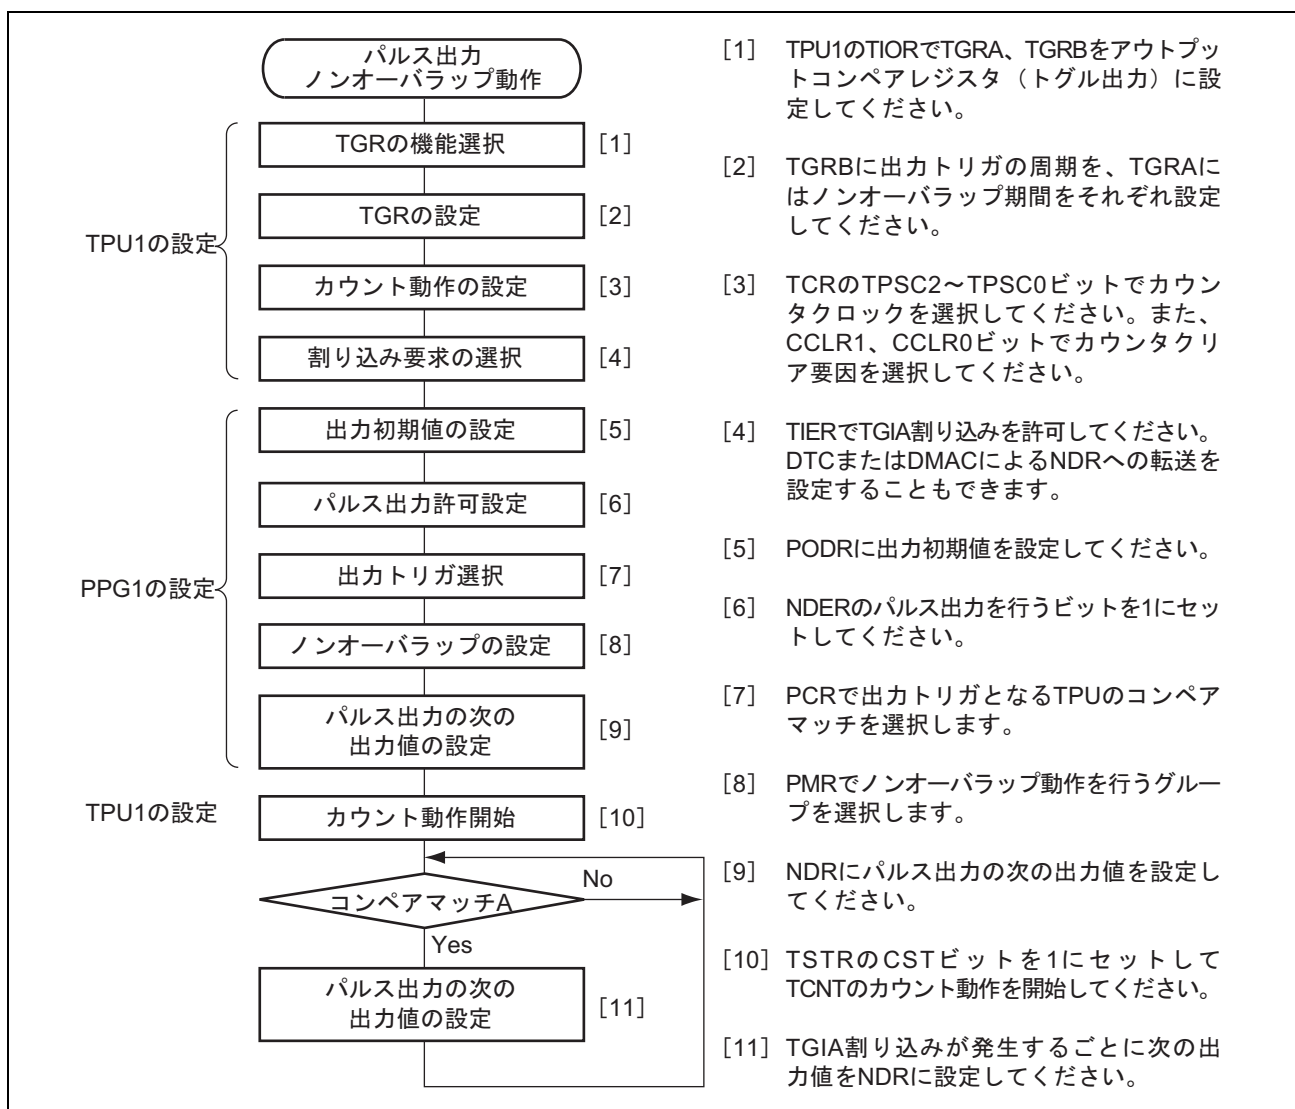 パルス出力
ノンオーバラップ動作
TPU1の設定
TGRの機能選択 [1]
TGRの設定 [2]
カウント動作の設定 [3]
割り込み要求の選択 [4]
PPG1の設定
出力初期値の設定 [5]
パルス出力許可設定 [6]
出力トリガ選択 [7]
ノンオーバラップの設定 [8]
パルス出力の次の
出力値の設定 [9]
TPU1の設定
カウント動作開始 [10]
コンペアマッチA
No
Yes
パルス出力の次の
出力値の設定 [11]
[1] TPU1のTIORでTGRA、TGRBをアウトプッ
トコンペアレジスタ（トグル出力）に設
定してください。
[2] TGRBに出力トリガの周期を、TGRAに
はノンオーバラップ期間をそれぞれ設定
してください。
[3] TCRのTPSC2～TPSC0ビットでカウン
タクロックを選択してください。また、
CCLR1、CCLR0ビットでカウンタクリ
ア要因を選択してください。
[4] TIERでTGIA割り込みを許可してください。
DTCまたはDMACによるNDRへの転送を
設定することもできます。
[5] PODRに出力初期値を設定してください。
[6] NDERのパルス出力を行うビットを1にセッ
トしてください。
[7] PCRで出力トリガとなるTPUのコンペア
マッチを選択します。
[8] PMRでノンオーバラップ動作を行うグルー
プを選択します。
[9] NDRにパルス出力の次の出力値を設定し
てください。
[10] TSTRのCSTビットを1にセットして
TCNTのカウント動作を開始してください。
[11] TGIA割り込みが発生するごとに次の出
力値をNDRに設定してください。